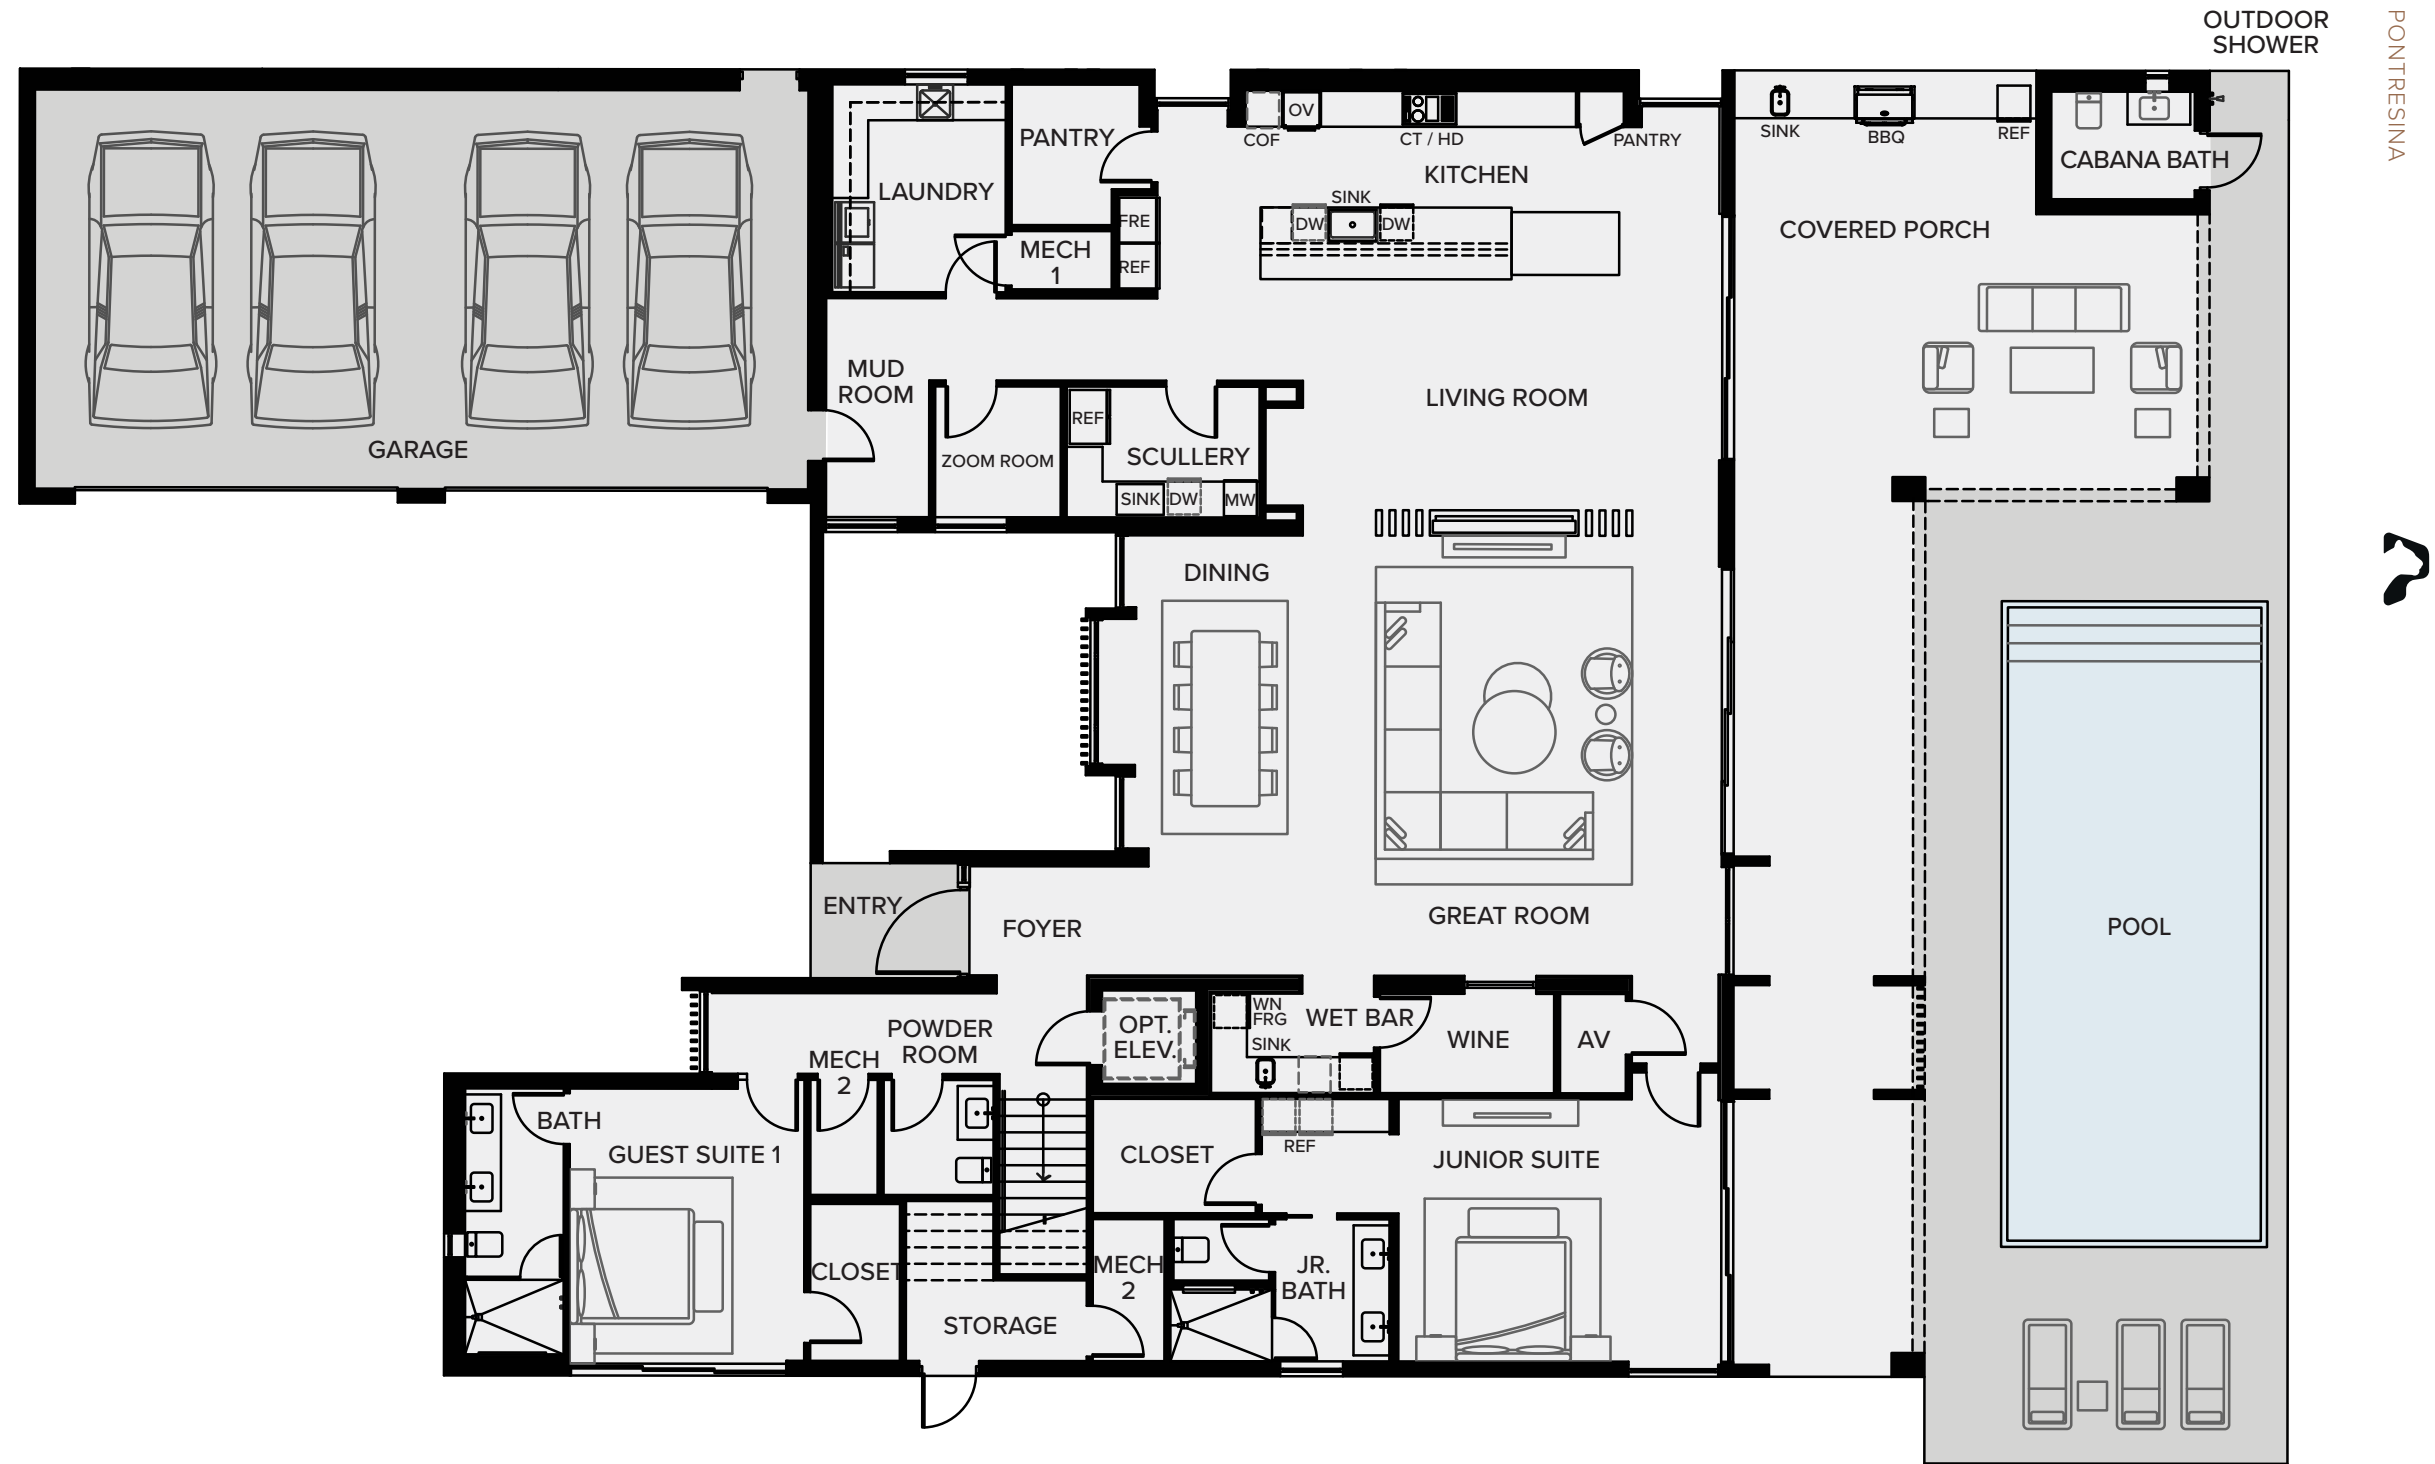 OUTDOOR
SHOWER
PONTRESINA
PANTRY
LAUNDRY
MECH
1
FRE
REF
COF
OV
CT / HD
PANTRY
KITCHEN
SINK
DW
DW
SINK
BBQ
REF
CABANA BATH
COVERED PORCH
MUD
ROOM
LIVING ROOM
GARAGE
ZOOM ROOM
REF
SCULLERY
SINK
DW
MW
DINING
ENTRY
FOYER
GREAT ROOM
POOL
POWDER
ROOM
MECH
2
OPT.
ELEV.
WN
FRG
SINK
WET BAR
WINE
AV
BATH
GUEST SUITE 1
CLOSET
REF
JUNIOR SUITE
CLOSET
STORAGE
MECH
2
JR.
BATH